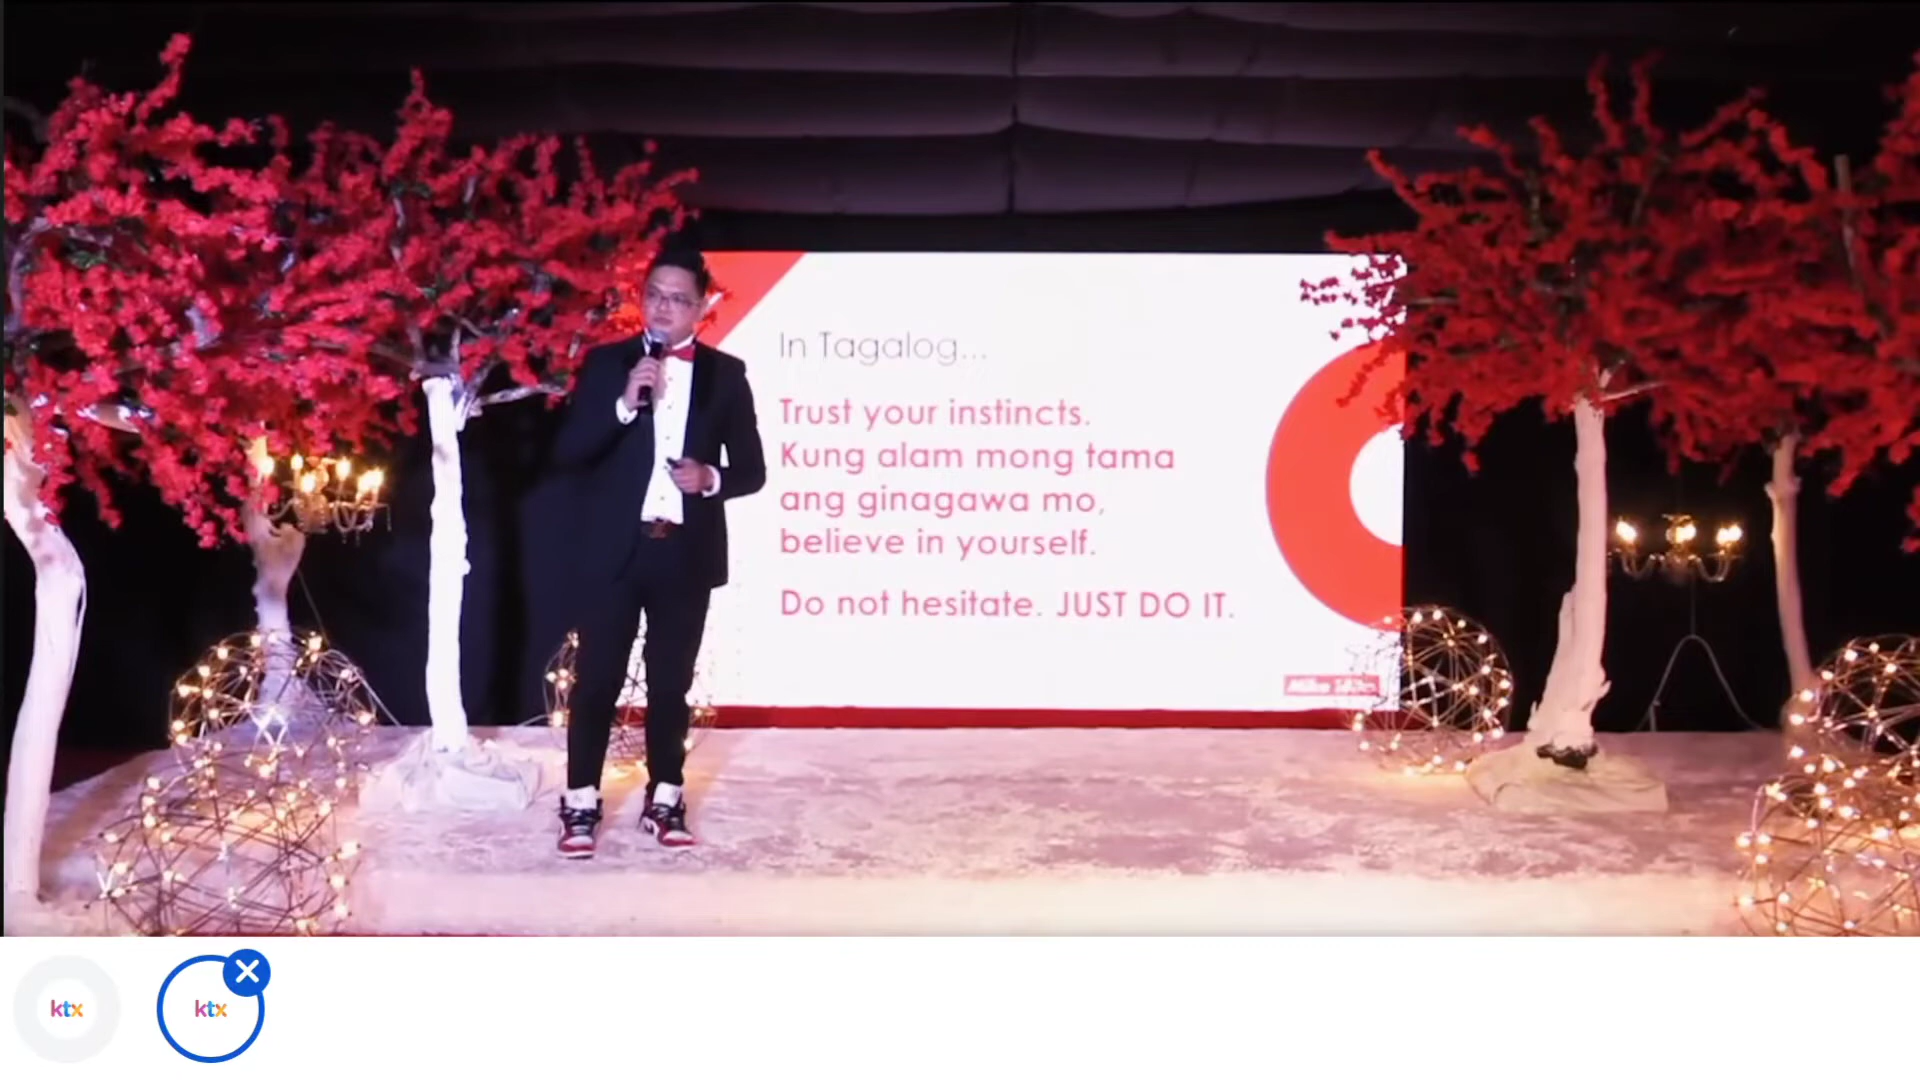 In Tagalog...
Trust your instincts.
Kung alam mong tama
ang ginagawa mo,
believe in yourself.
Do not hesitate. JUST DO IT.
ktx
ktx